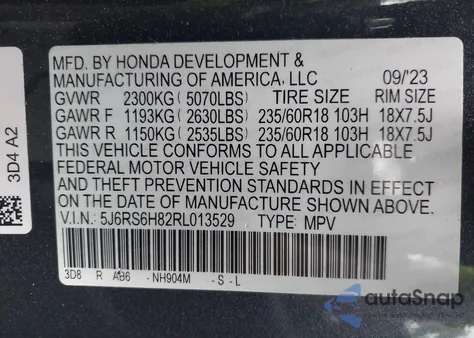 MFD. BY HONDA DEVELOPMENT &
MANUFACTURING OF AMERICA, LLC 09/'23
GVWR 2300KG (5070LBS) TIRE SIZE RIM SIZE
GAWR F 1193KG (2630LBS) 235/60R18 103H 18X7.5J
GAWR R 1150KG (2535LBS) 235/60R18 103H 18X7.5J
THIS VEHICLE CONFORMS TO ALL APPLICABLE
FEDERAL MOTOR VEHICLE SAFETY
AND THEFT PREVENTION STANDARDS IN EFFECT
ON THE DATE OF MANUFACTURE SHOWN ABOVE.
V.I.N.: 5J6RS6H82RL013529 TYPE: MPV
3D8 R AB6 -NH904M -S-L
3D4 A2
autoSnap